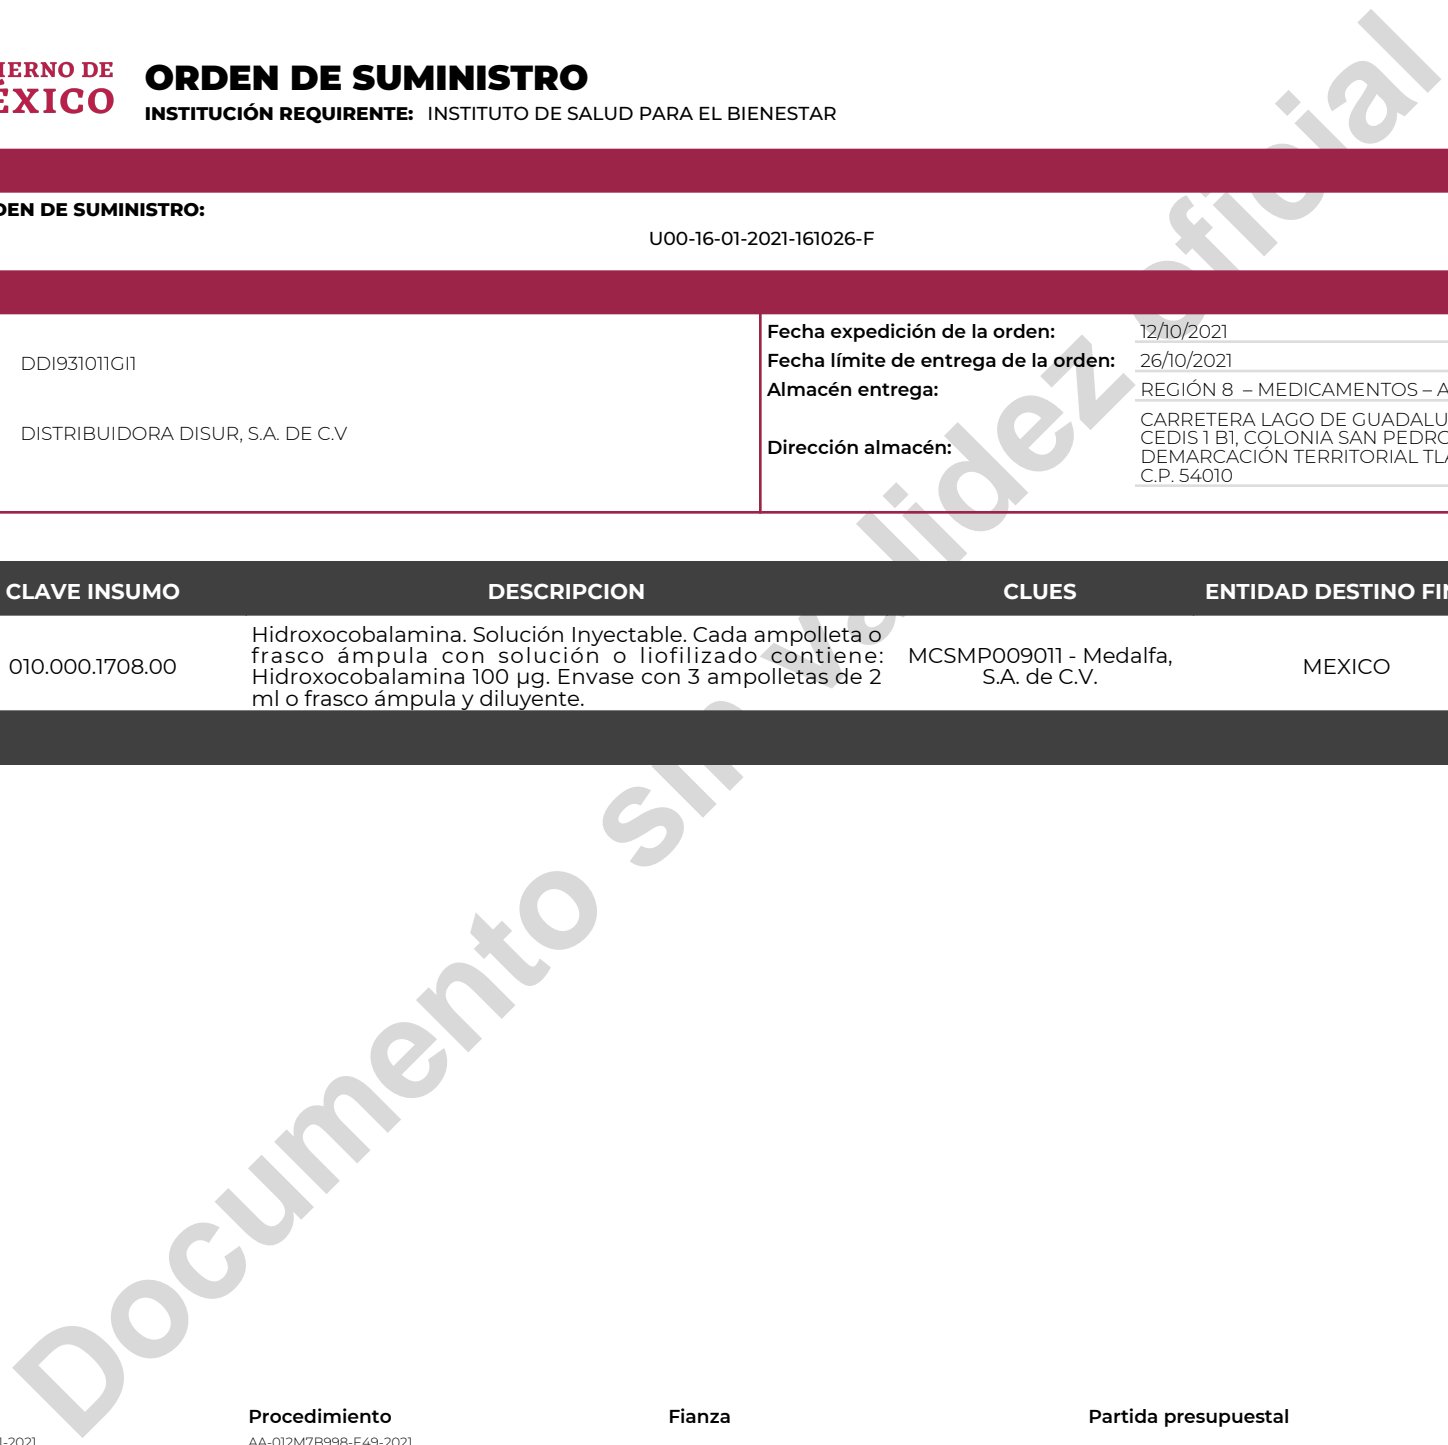 ORDEN DE SUMINISTRO
INSTITUCIÓN REQUIRENTE: INSTITUTO DE SALUD PARA EL BIENESTAR
IERNO DE
ÉXICO
DEN DE SUMINISTRO:
U00-16-01-2021-161026-F
DDI931011GI1
DISTRIBUIDORA DISUR, S.A. DE C.V
Fecha expedición de la orden: 12/10/2021
Fecha límite de entrega de la orden: 26/10/2021
Almacén entrega: REGIÓN 8 – MEDICAMENTOS – A
Dirección almacén:
CARRETERA LAGO DE GUADALU
CEDIS 1 B1, COLONIA SAN PEDRO
DEMARCACIÓN TERRITORIAL TLA
C.P. 54010
CLAVE INSUMO DESCRIPCION CLUES ENTIDAD DESTINO FIN
010.000.1708.00
Hidroxocobalamina. Solución Inyectable. Cada ampolleta o
frasco ámpula con solución o liofilizado contiene:
Hidroxocobalamina 100 µg. Envase con 3 ampolletas de 2
ml o frasco ámpula y diluyente.
MCSMP009011 - Medalfa,
S.A. de C.V.
MEXICO
Documento sin validez oficial
Procedimiento Fianza Partida presupuestal
-2021 AA-012M7B998-E49-2021